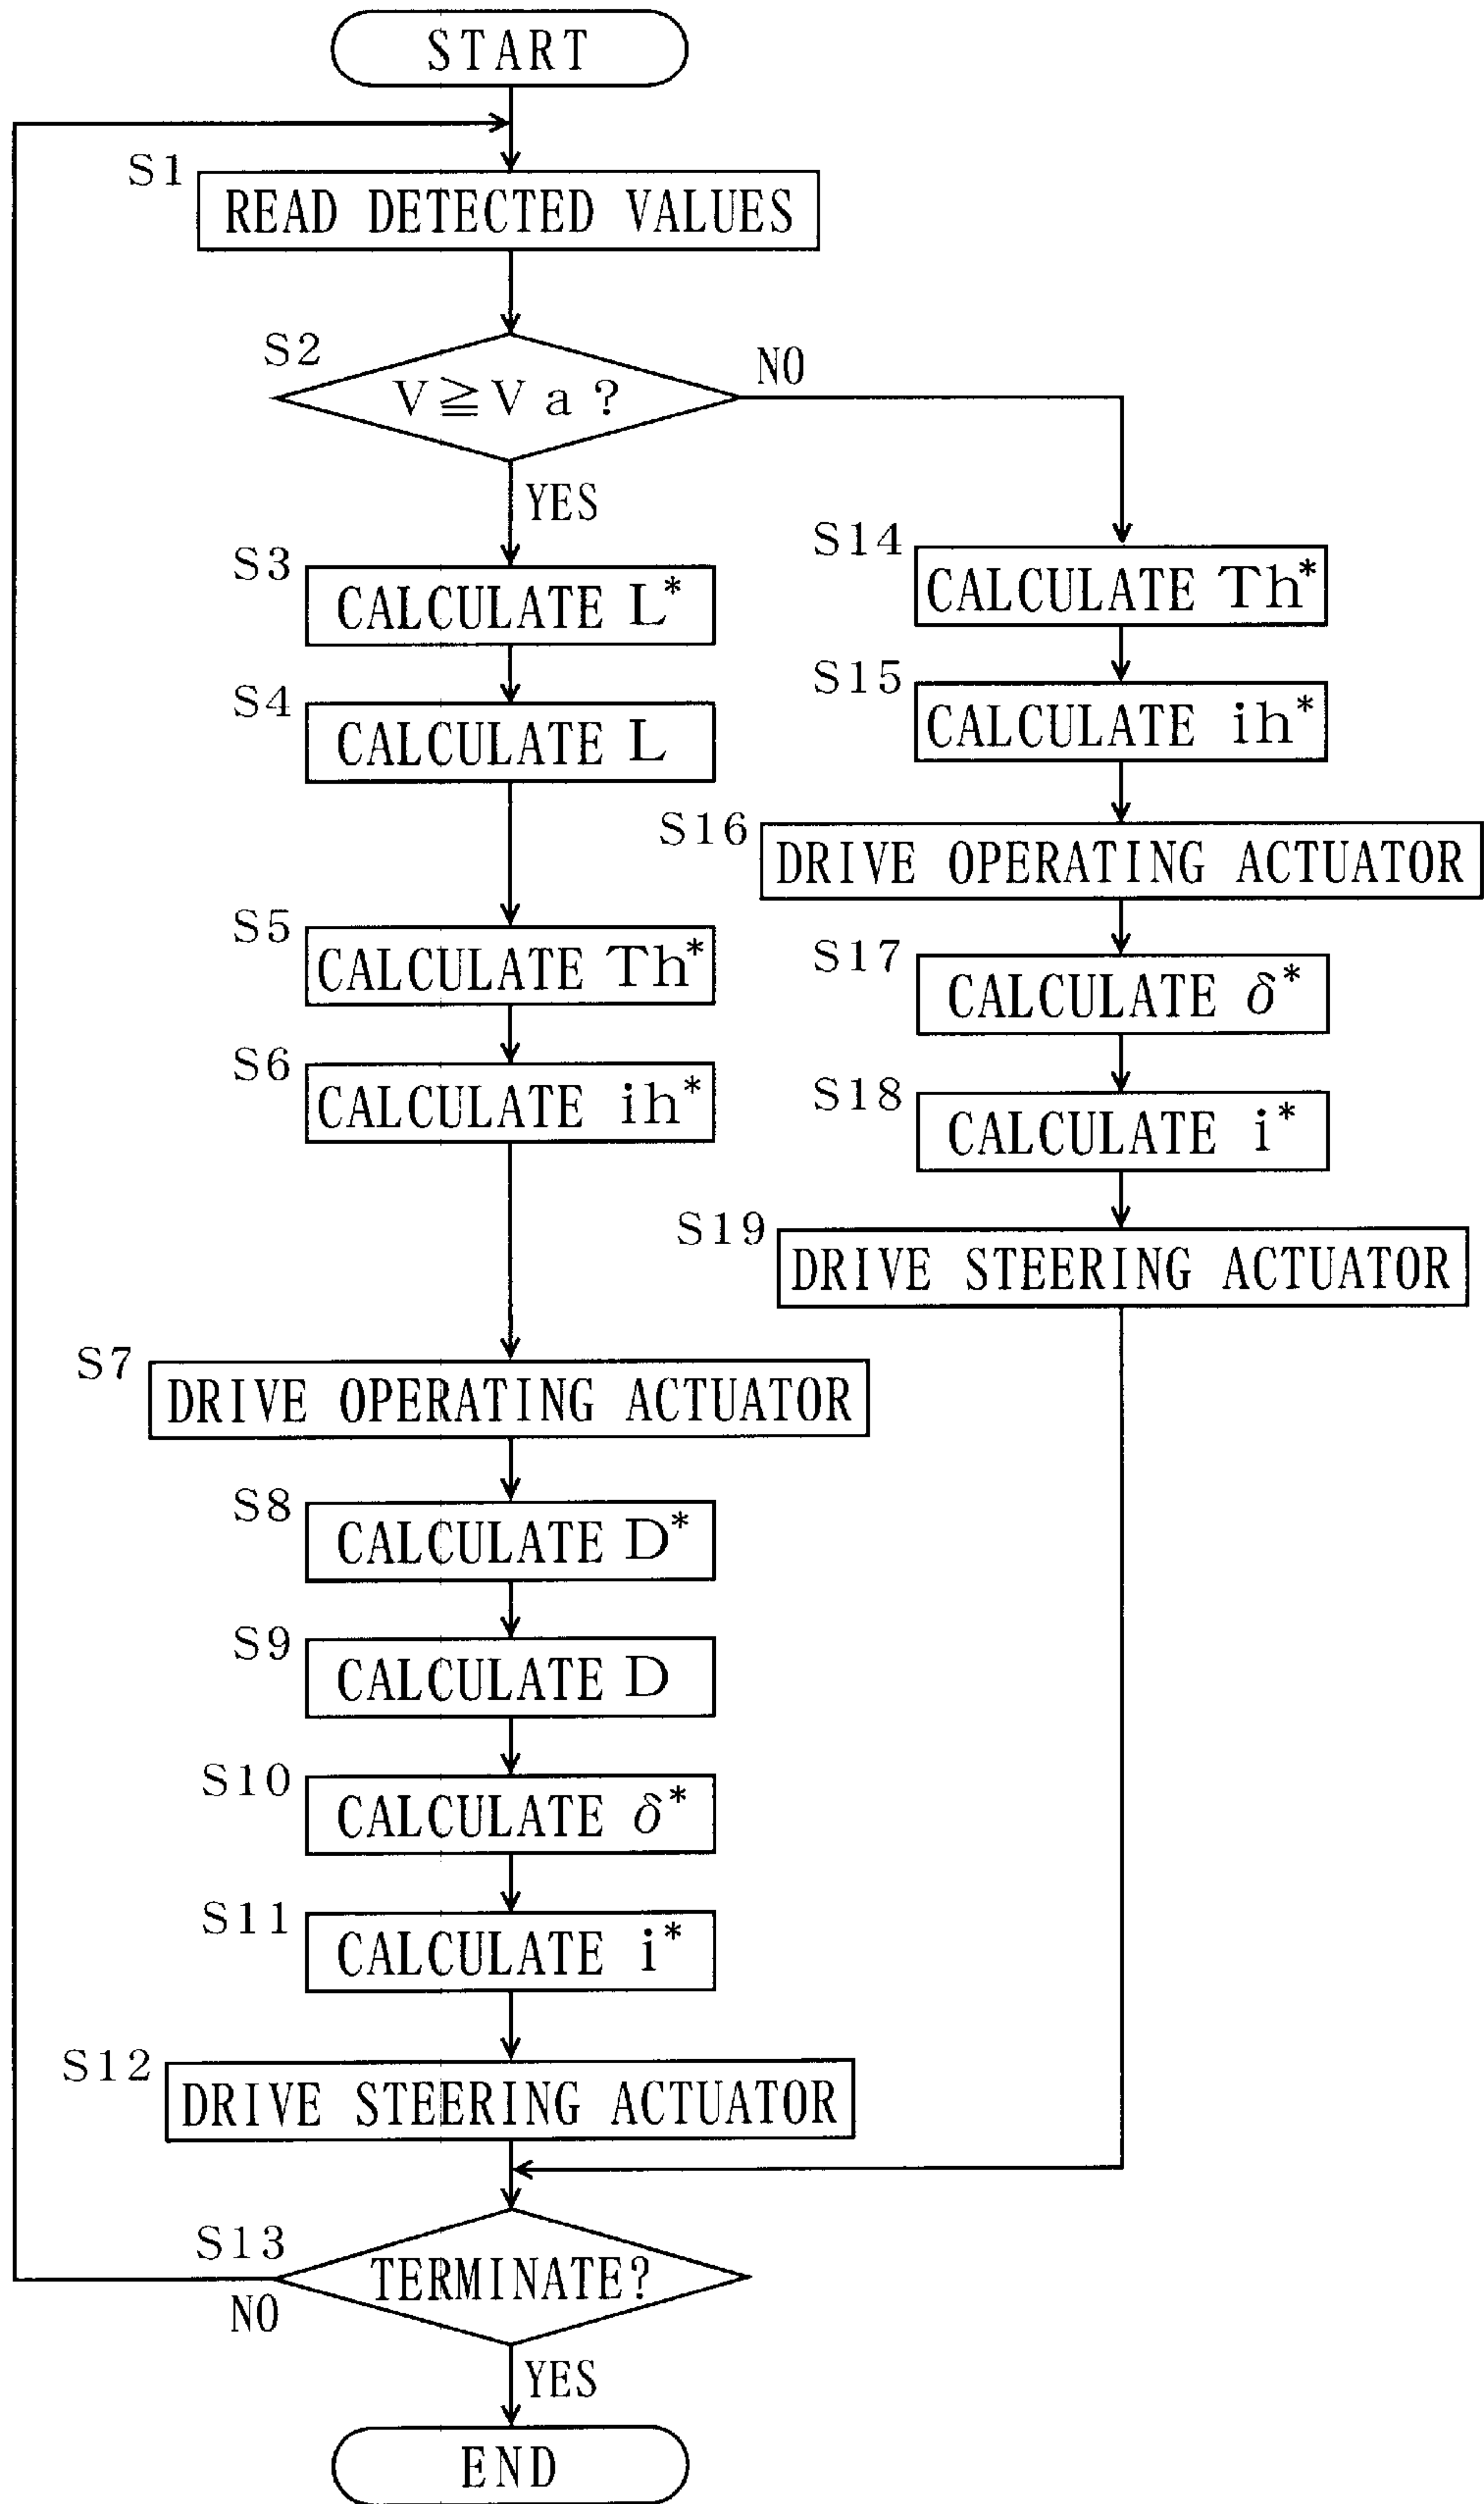 START
S1
READ DETECTED VALUES
S2
V≧Va?
NO
YES
S3
CALCULATE L*
S4
CALCULATE L
S5
CALCULATE Th*
S6
CALCULATE ih*
S7
DRIVE OPERATING ACTUATOR
S8
CALCULATE D*
S9
CALCULATE D
S10
CALCULATE δ*
S11
CALCULATE i*
S12
DRIVE STEERING ACTUATOR
S14
CALCULATE Th*
S15
CALCULATE ih*
S16
DRIVE OPERATING ACTUATOR
S17
CALCULATE δ*
S18
CALCULATE i*
S19
DRIVE STEERING ACTUATOR
S13
TERMINATE?
NO
YES
END